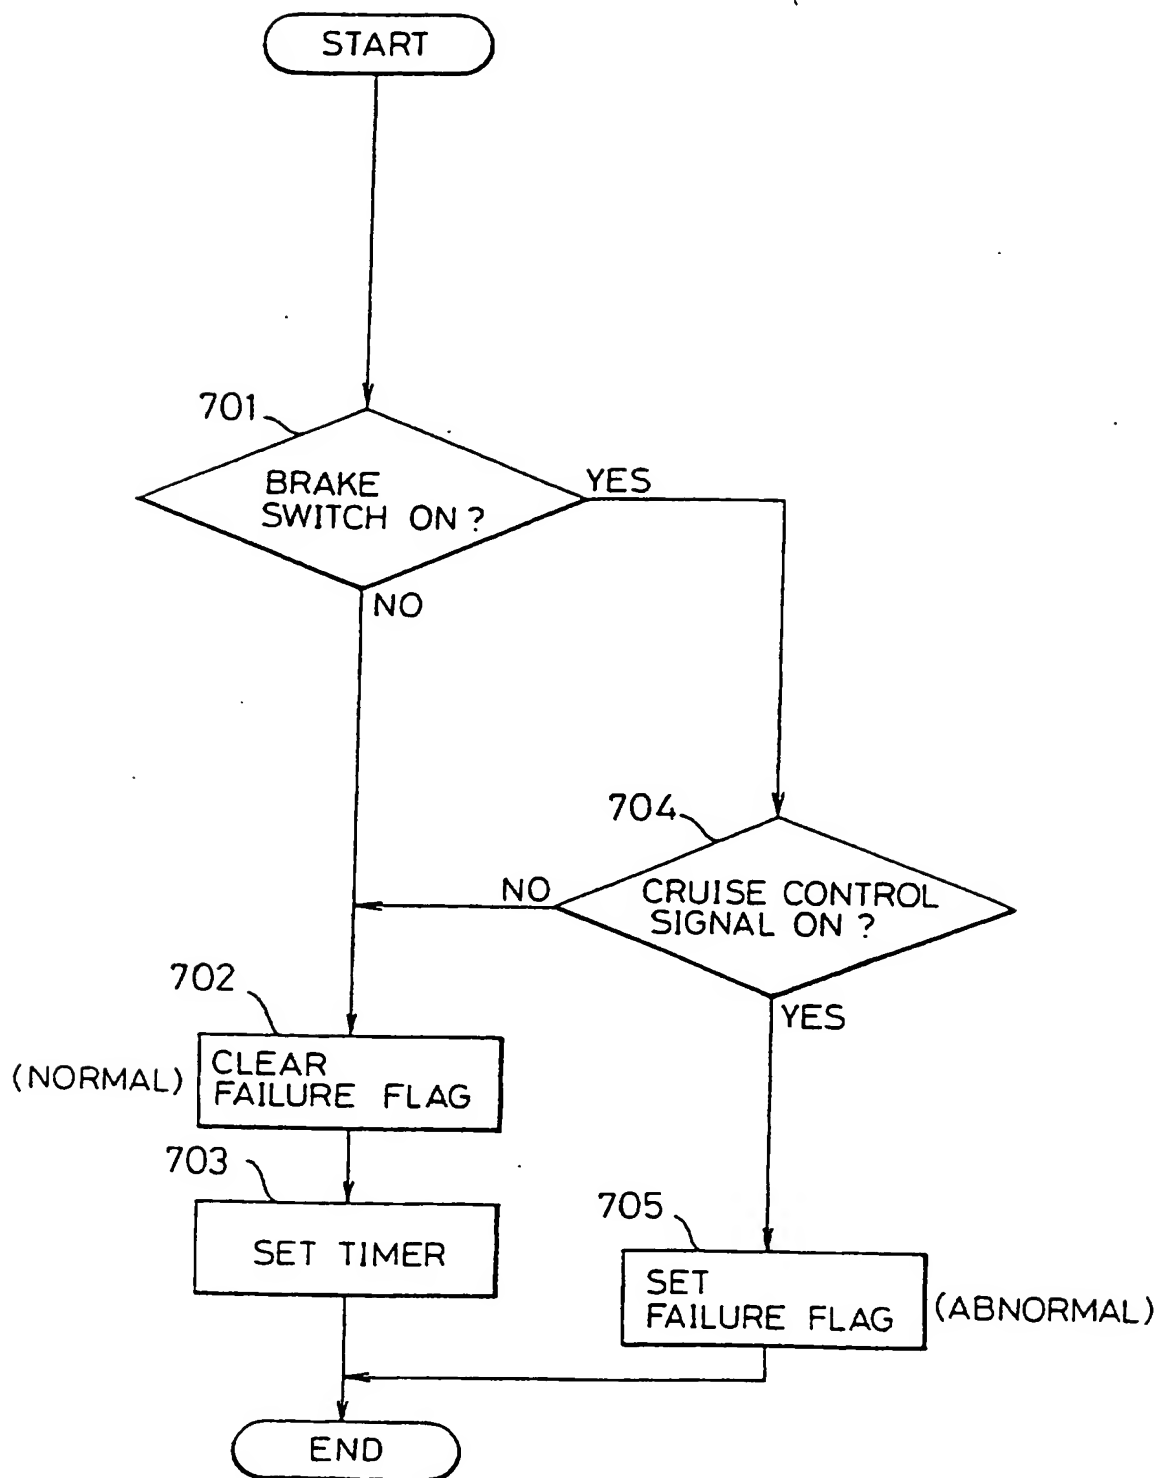 START
701
BRAKE
SWITCH ON?
YES
NO
704
CRUISE CONTROL
SIGNAL ON?
NO
YES
702
(NORMAL)
CLEAR
FAILURE FLAG
703
SET TIMER
705
SET
FAILURE FLAG
(ABNORMAL)
END